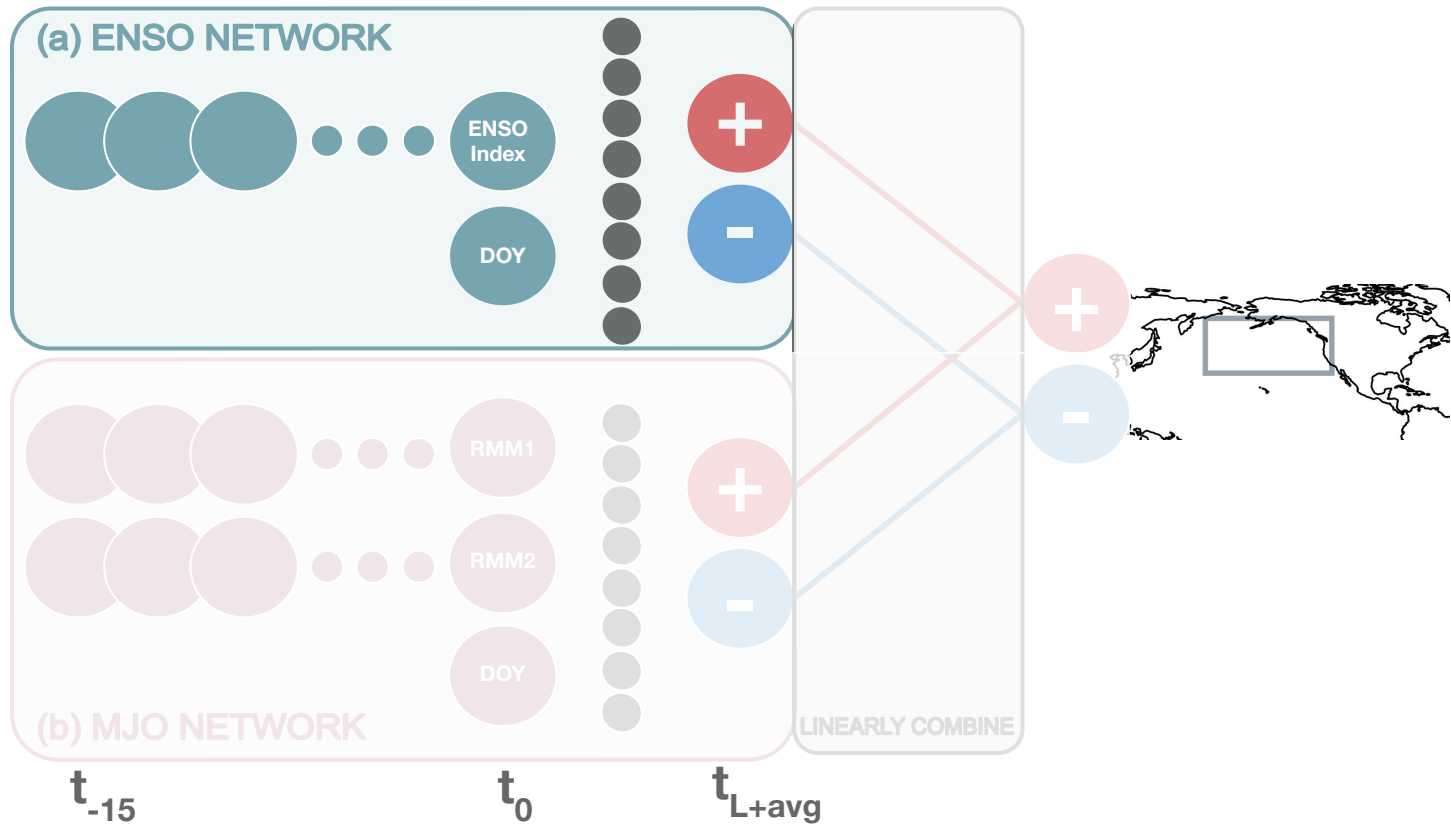 (a) ENSO NETWORK
ENSO
Index
DOY
+
-
RMM1
RMM2
DOY
+
-
(b) MJO NETWORK
LINEARLY COMBINE
+
-
t-15
t0
tL+avg